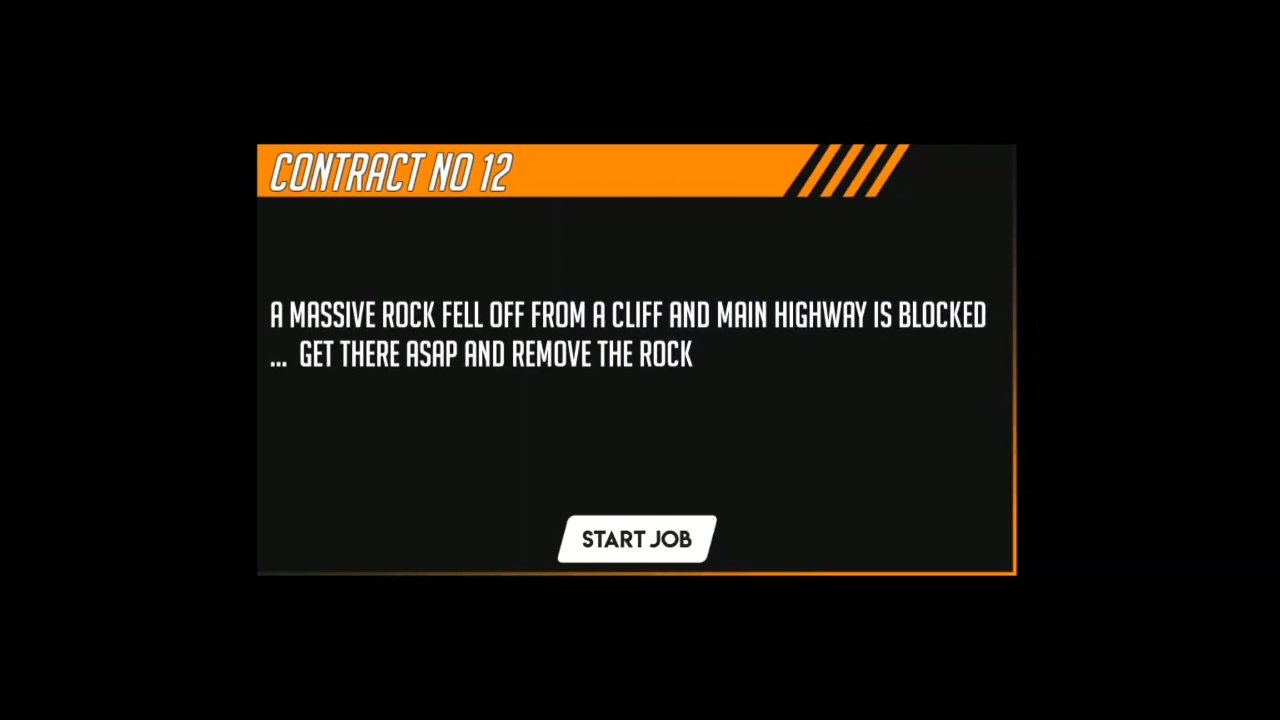 CONTRACT NO 12
A MASSIVE ROCK FELL OFF FROM A CLIFF AND MAIN HIGHWAY IS BLOCKED
... GET THERE ASAP AND REMOVE THE ROCK
START JOB